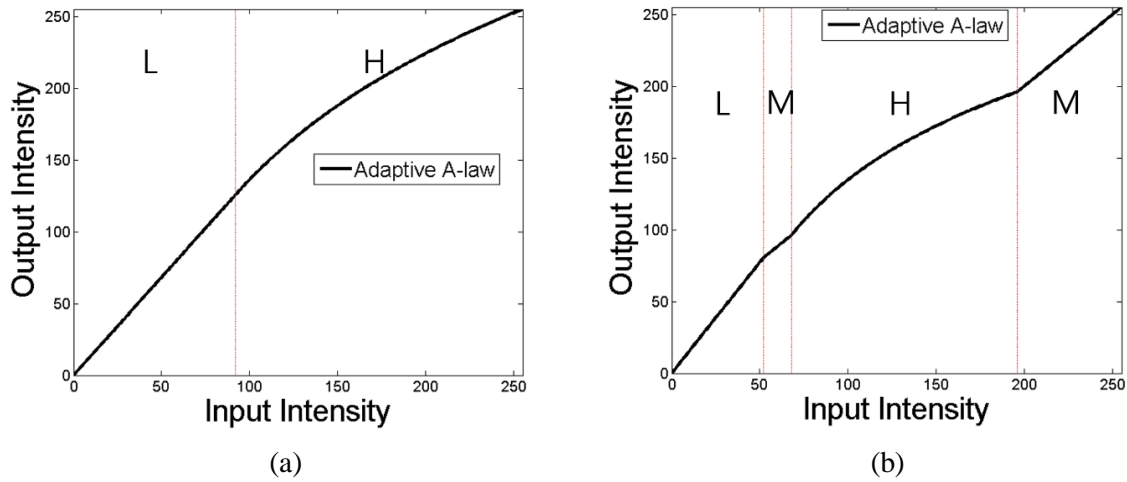 250
200
150
100
50
0
Output Intensity
L
H
Adaptive A-law
0 50 100 150 200 250
Input Intensity
(a)
250
200
150
100
50
0
Output Intensity
Adaptive A-law
L M H M
0 50 100 150 200 250
Input Intensity
(b)